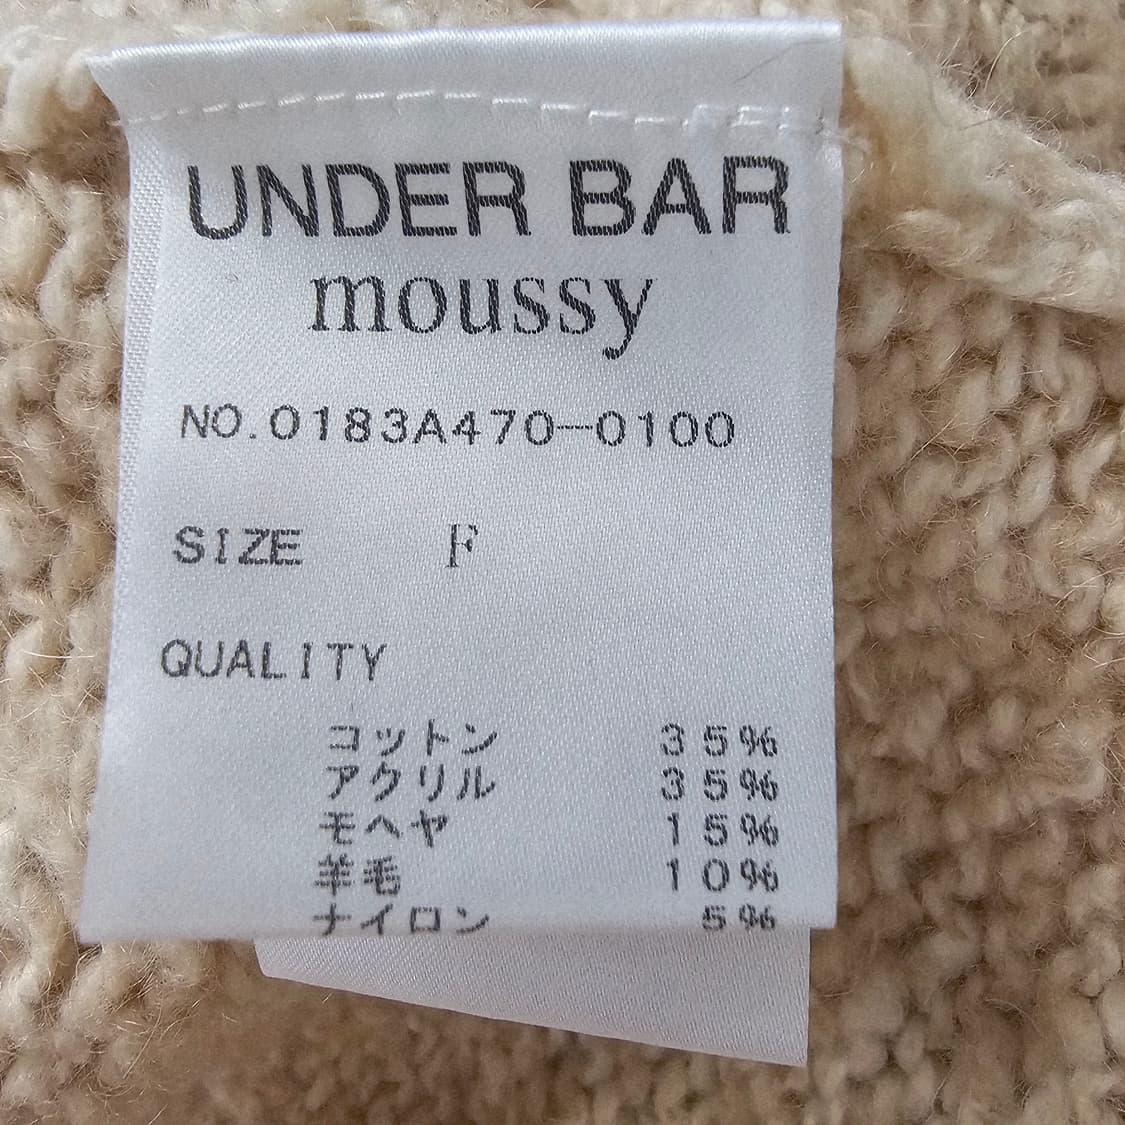 UNDER BAR
moussy
NO.0183A470-0100
SIZE F
QUALITY
コットン 35%
アクリル 35%
モヘヤ 15%
羊毛 10%
ナイロン 5%